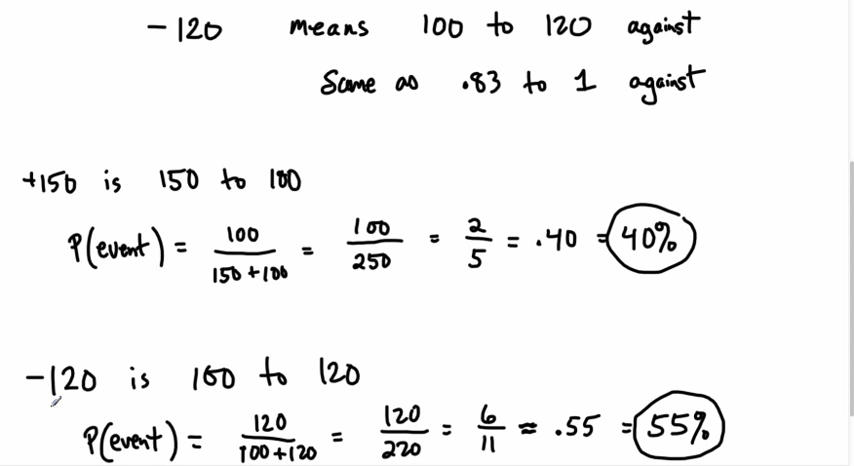 -120 means 100 to 120 against
Same as .83 to 1 against
+150 is 150 to 100
P(event) = 100/(150+100) = 100/250 = 2/5 = .40 = 40%
-120 is 100 to 120
P(event) = 120/(100+120) = 120/220 = 6/11 ≈ .55 = 55%